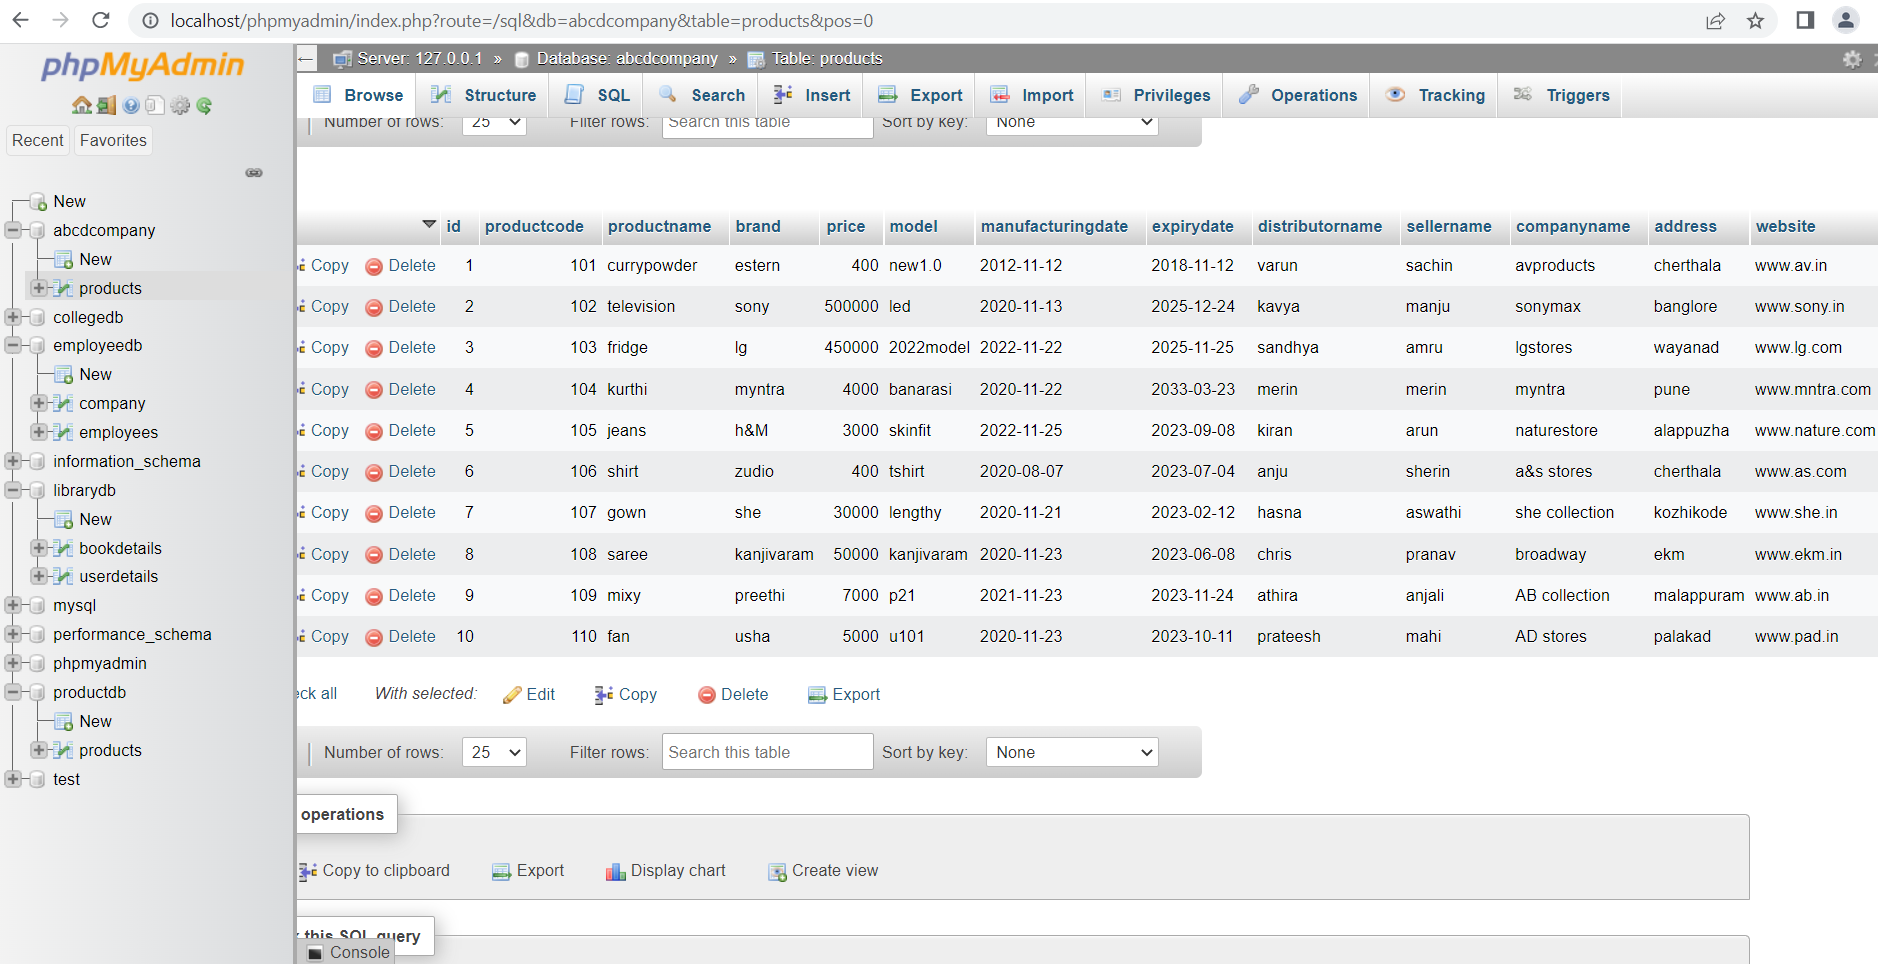 localhost/phpmyadmin/index.php?route=/sql&db=abcdcompany&table=products&pos=0
phpMyAdmin
Recent Favorites
New
abcdcompany
New
products
collegedb
employeedb
New
company
employees
information_schema
librarydb
New
bookdetails
userdetails
mysql
performance_schema
phpmyadmin
productdb
New
products
test
Server: 127.0.0.1 » Database: abcdcompany » Table: products
Browse Structure SQL Search Insert Export Import Privileges Operations Tracking Triggers
Number of rows: 25 Filter rows: Search this table Sort by key: None
id productcode productname brand price model manufacturingdate expirydate distributorname sellername companyname address website
Copy Delete 1 101 currypowder estern 400 new1.0 2012-11-12 2018-11-12 varun sachin avproducts cherthala www.av.in
Copy Delete 2 102 television sony 500000 led 2020-11-13 2025-12-24 kavya manju sonymax banglore www.sony.in
Copy Delete 3 103 fridge lg 450000 2022model 2022-11-22 2025-11-25 sandhya amru lgstores wayanad www.lg.com
Copy Delete 4 104 kurthi myntra 4000 banarasi 2020-11-22 2033-03-23 merin merin myntra pune www.mntra.com
Copy Delete 5 105 jeans h&M 3000 skinfit 2022-11-25 2023-09-08 kiran arun naturestore alappuzha www.nature.com
Copy Delete 6 106 shirt zudio 400 tshirt 2020-08-07 2023-07-04 anju sherin a&s stores cherthala www.as.com
Copy Delete 7 107 gown she 30000 lengthy 2020-11-21 2023-02-12 hasna aswathi she collection kozhikode www.she.in
Copy Delete 8 108 saree kanjivaram 50000 kanjivaram 2020-11-23 2023-06-08 chris pranav broadway ekm www.ekm.in
Copy Delete 9 109 mixy preethi 7000 p21 2021-11-23 2023-11-24 athira anjali AB collection malappuram www.ab.in
Copy Delete 10 110 fan usha 5000 u101 2020-11-23 2023-10-11 prateesh mahi AD stores palakad www.pad.in
eck all With selected: Edit Copy Delete Export
Number of rows: 25 Filter rows: Search this table Sort by key: None
operations
Copy to clipboard Export Display chart Create view
this SQL query
Console